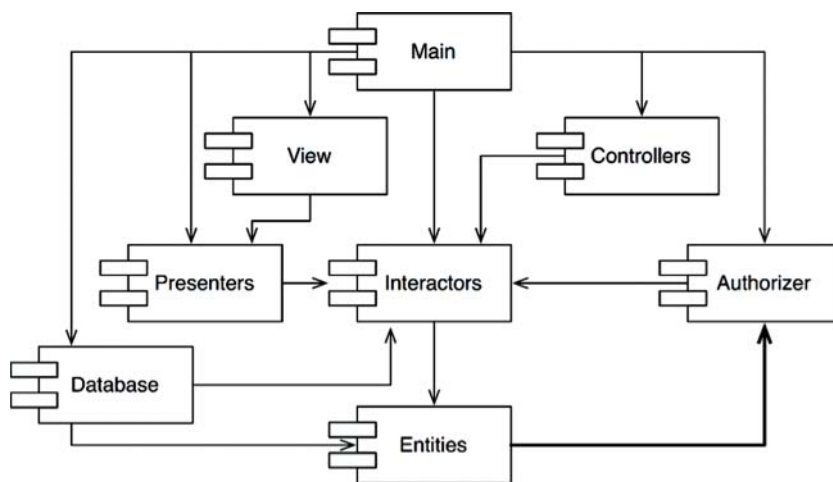 Main
View
Controllers
Presenters
Interactors
Authorizer
Database
Entities